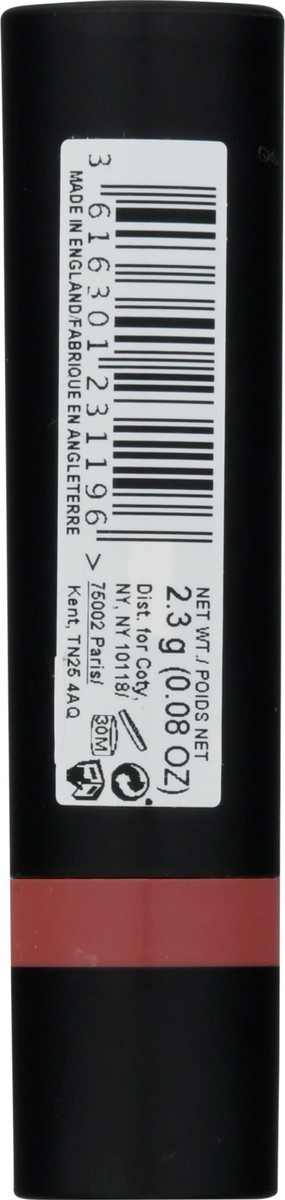 3 616301 231196 >
MADE IN ENGLAND/FABRIQUE EN ANGLETERRE
NET WT./ POIDS NET
2.3 g (0.08 OZ)
Dist. for Coty,
NY, NY 10118/
75002 Paris/
Kent, TN25 4AQ
30M